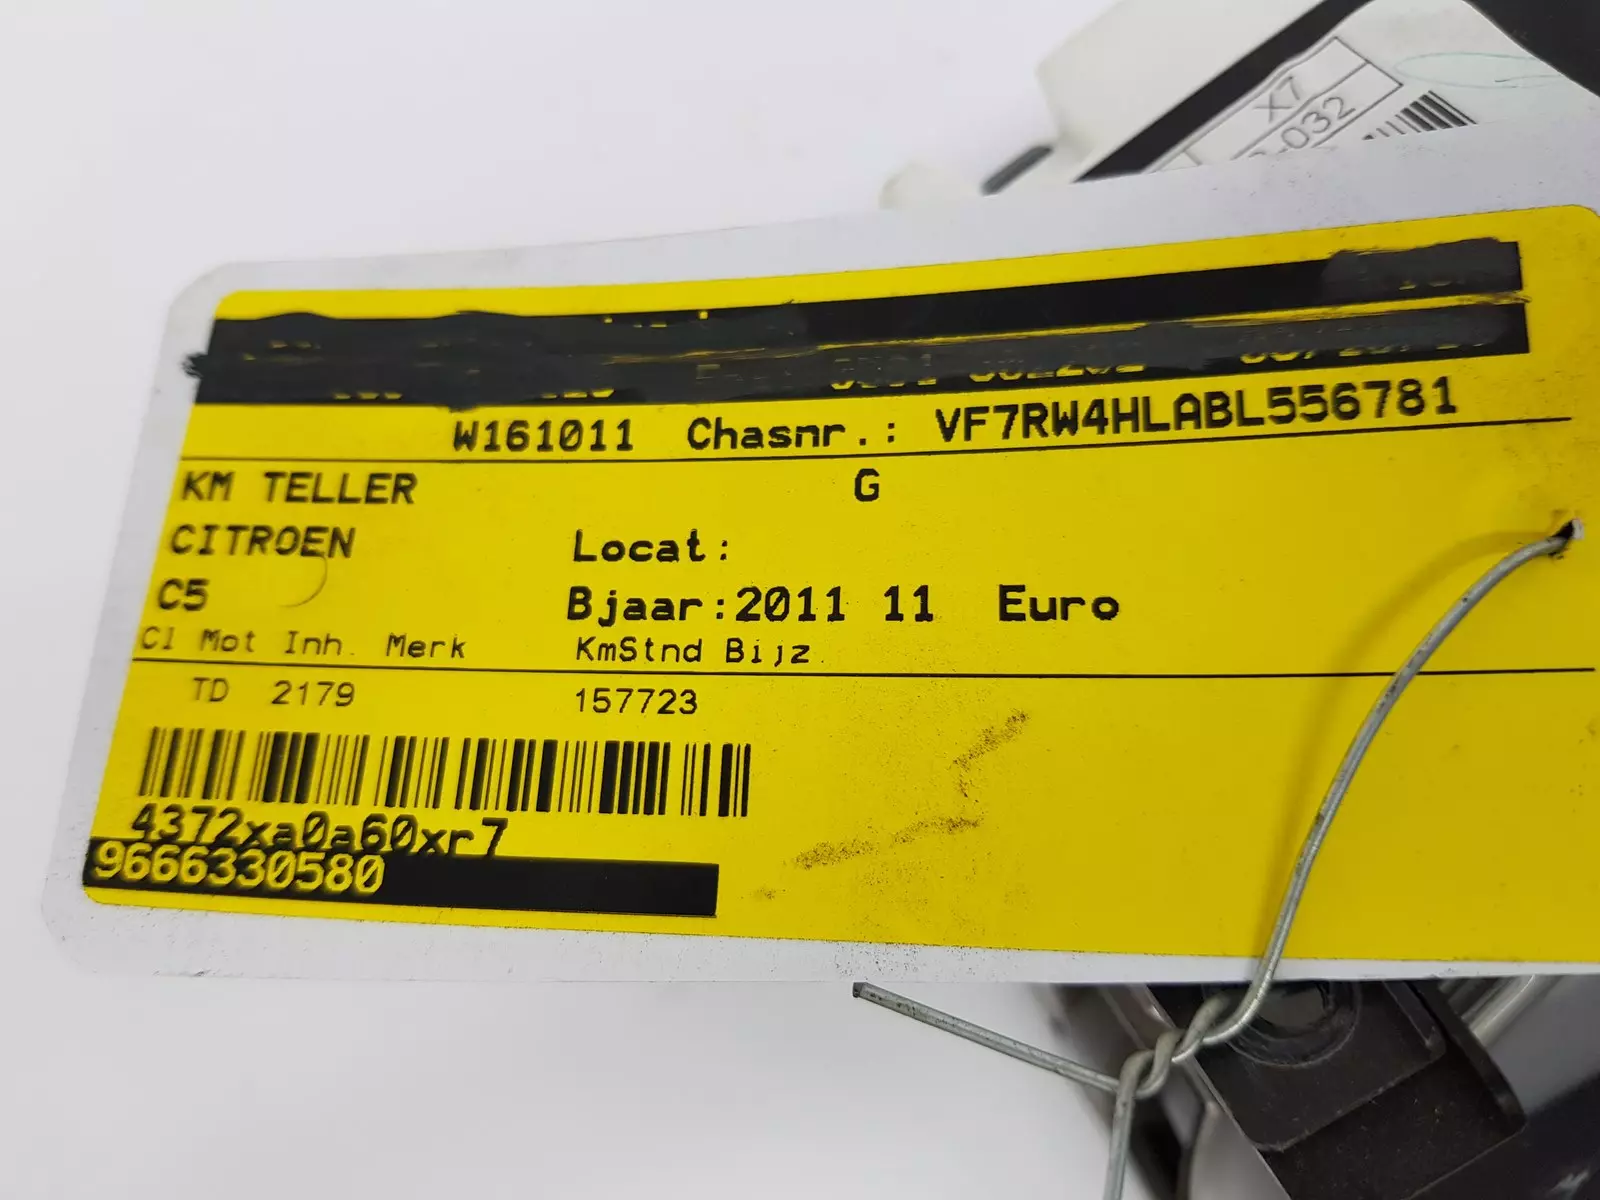 X7
-032
W161011 Chasnr.: VF7RW4HLABL556781
KM TELLER G
CITROEN Locat:
C5 Bjaar:2011 11 Euro
Cl Mot Inh. Merk KmStnd Bijz.
TD 2179 157723
4372xa0a60xr7
9666330580